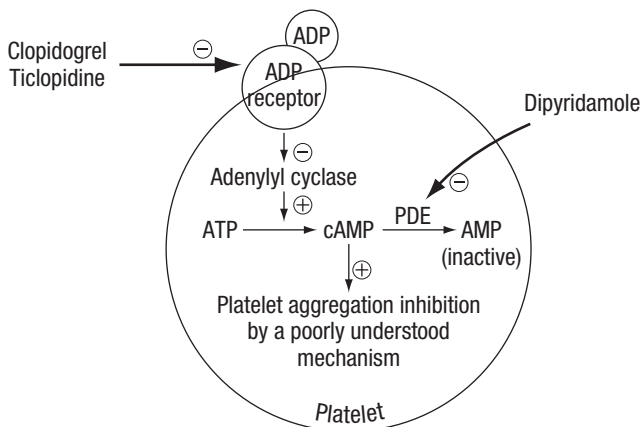 ADP
Clopidogrel
Ticlopidine
⊖
ADP
receptor
Dipyridamole
⊖
Adenylyl cyclase
⊖
⊕
PDE
ATP
cAMP
AMP
(inactive)
⊕
Platelet aggregation inhibition
by a poorly understood
mechanism
Platelet